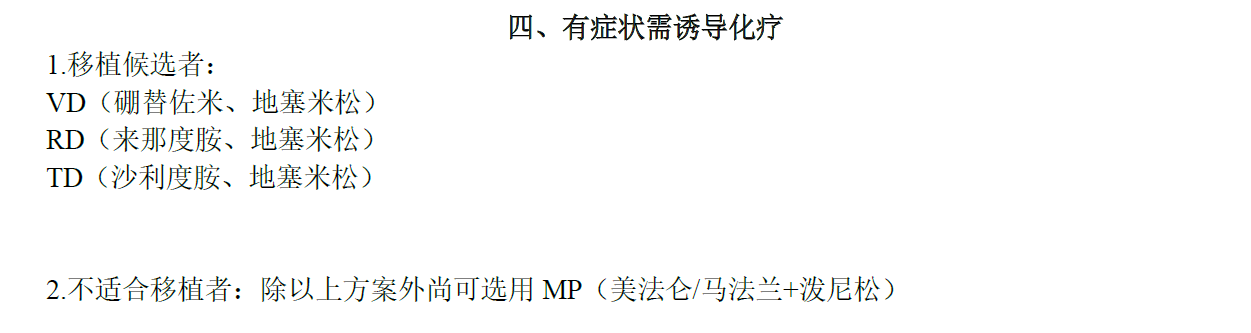 四、有症状需诱导化疗
1.移植候选者：
VD（硼替佐米、地塞米松）
RD（来那度胺、地塞米松）
TD（沙利度胺、地塞米松）
2.不适合移植者：除以上方案外尚可选用 MP（美法仑/马法兰+泼尼松）